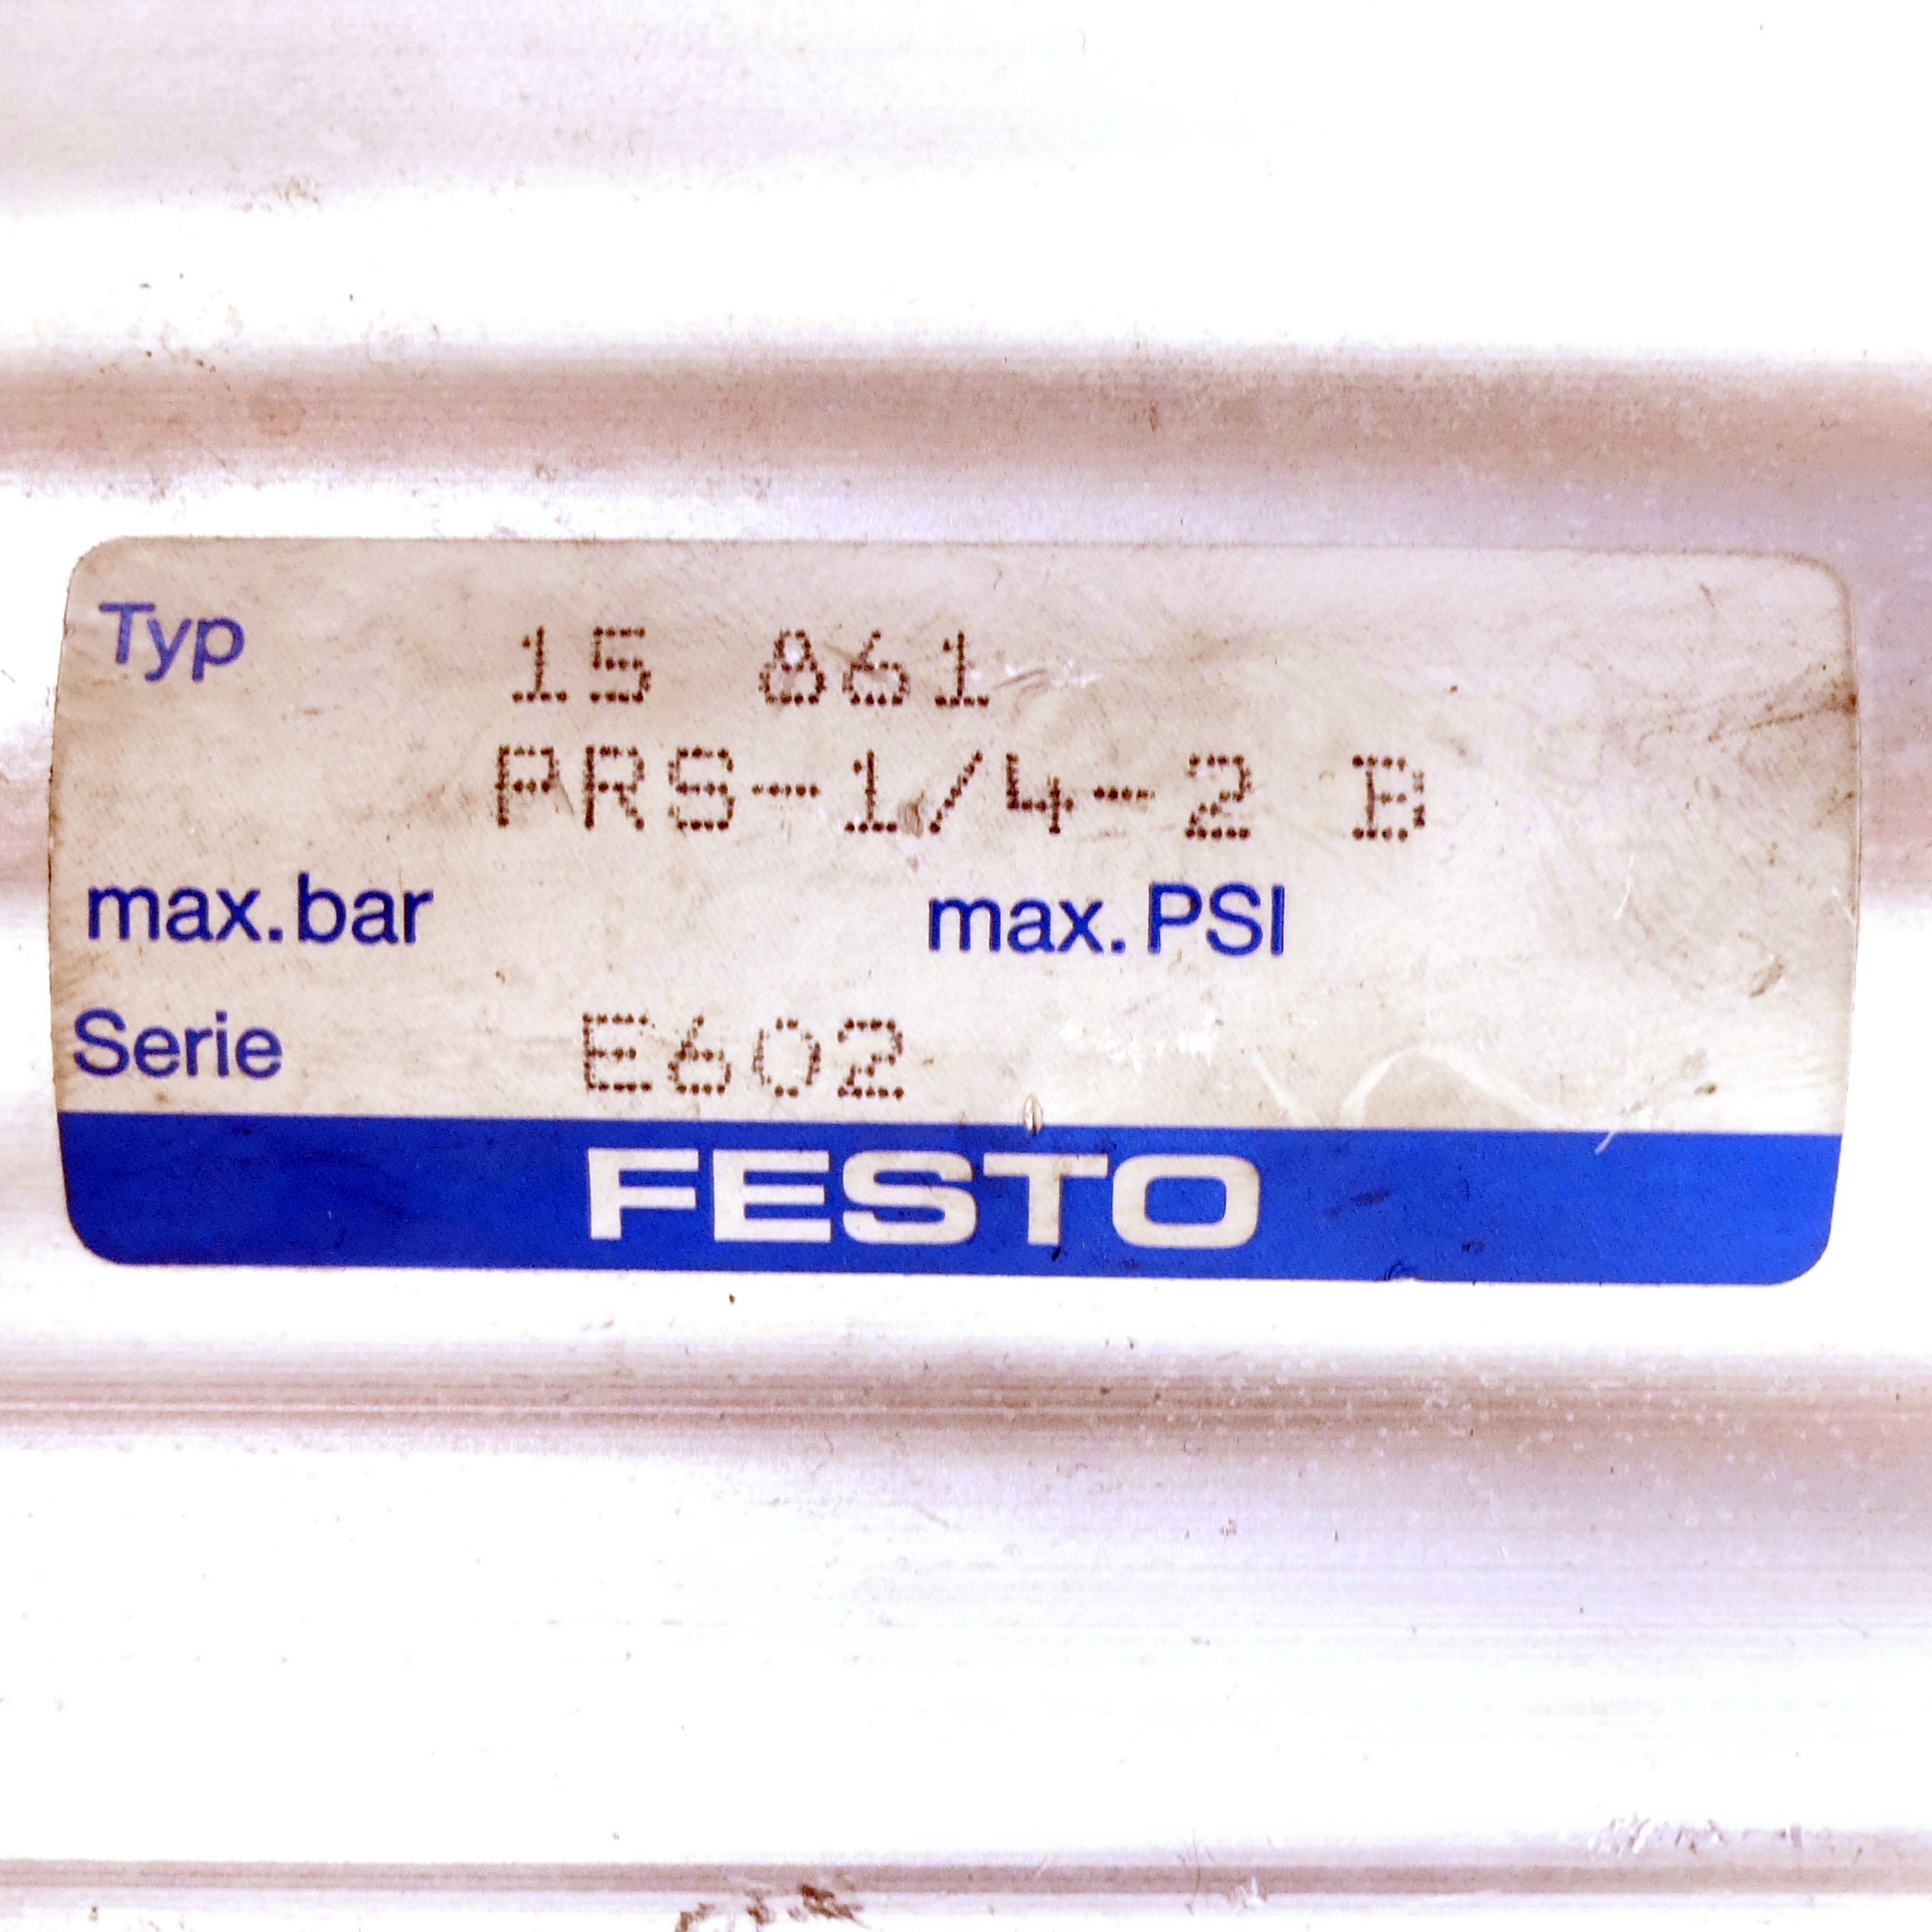 Typ 15 861
PRS-1/4-2 B
max.bar max.PSI
Serie E602
FESTO